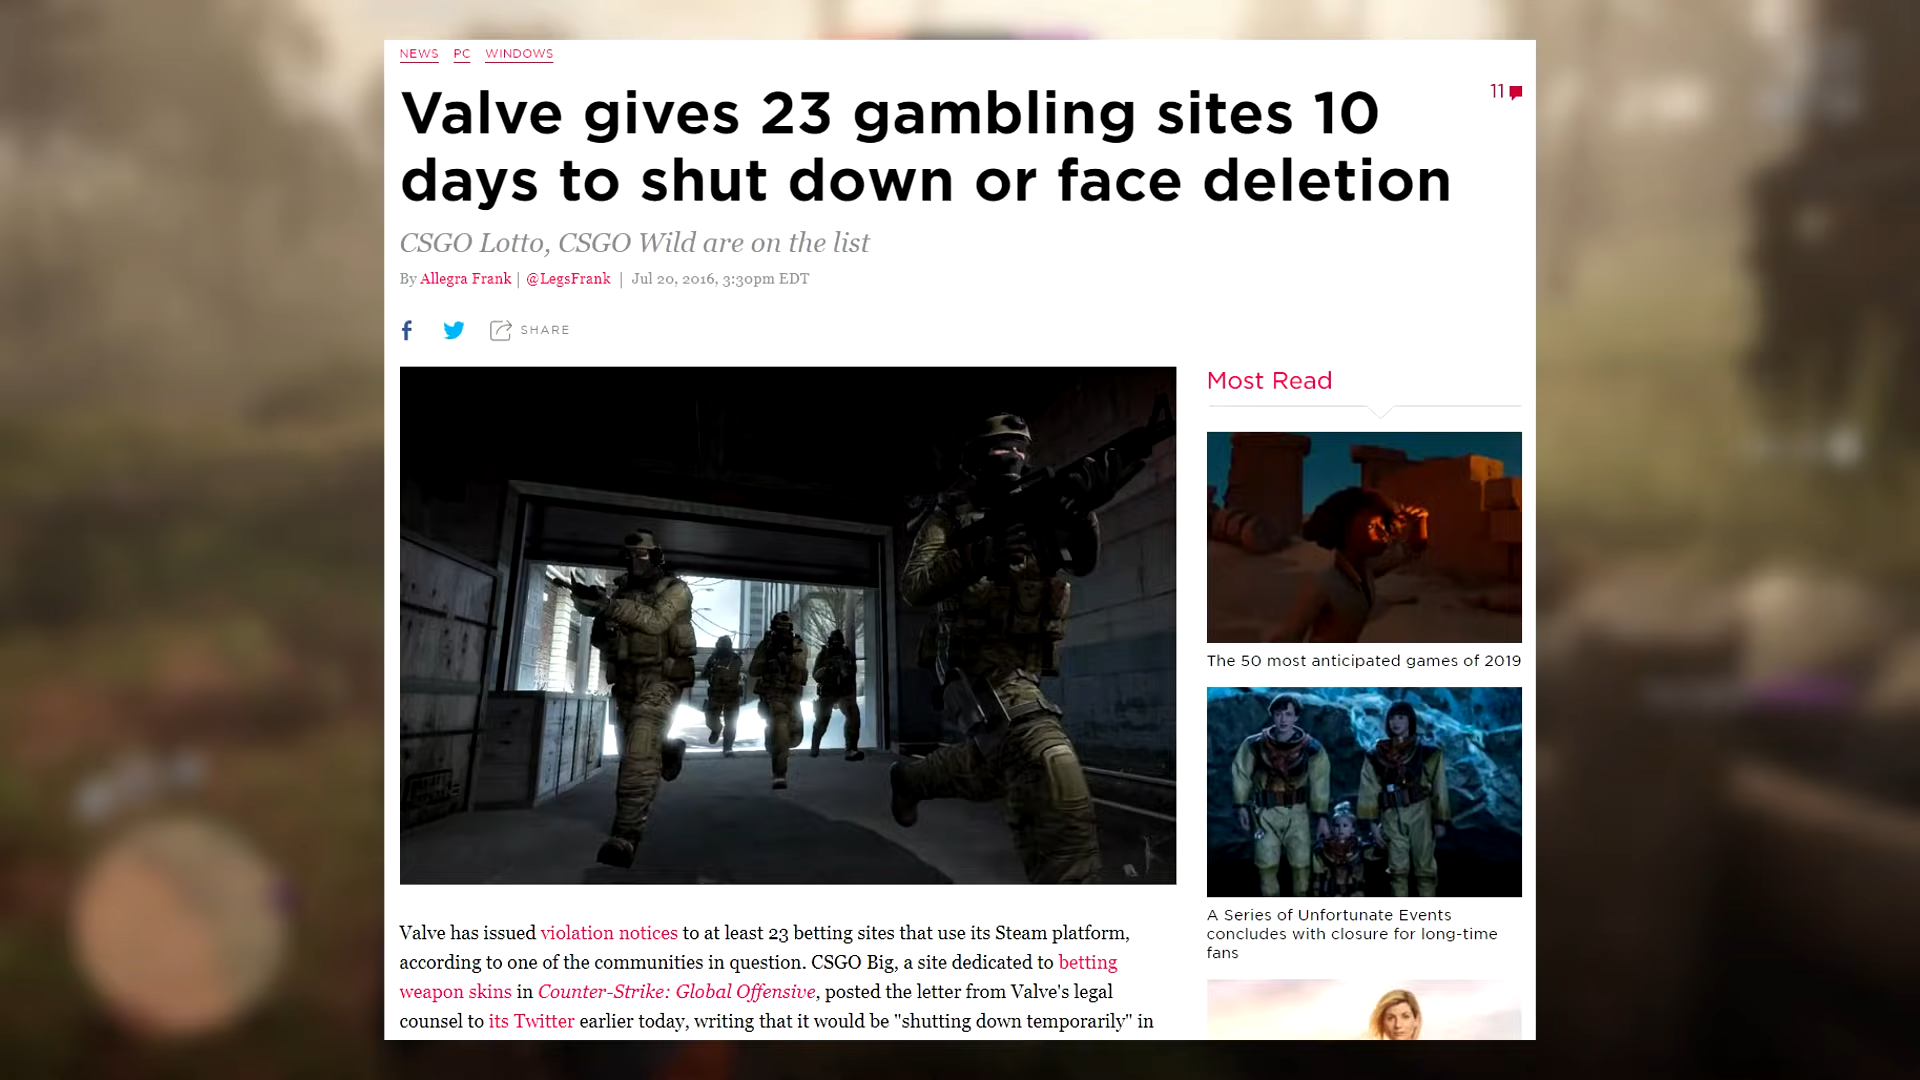 NEWS PC WINDOWS
Valve gives 23 gambling sites 10
days to shut down or face deletion
11
CSGO Lotto, CSGO Wild are on the list
By Allegra Frank | @LegsFrank | Jul 20, 2016, 3:30pm EDT
SHARE
Most Read
The 50 most anticipated games of 2019
A Series of Unfortunate Events
concludes with closure for long-time
fans
Valve has issued violation notices to at least 23 betting sites that use its Steam platform,
according to one of the communities in question. CSGO Big, a site dedicated to betting
weapon skins in Counter-Strike: Global Offensive, posted the letter from Valve's legal
counsel to its Twitter earlier today, writing that it would be "shutting down temporarily" in